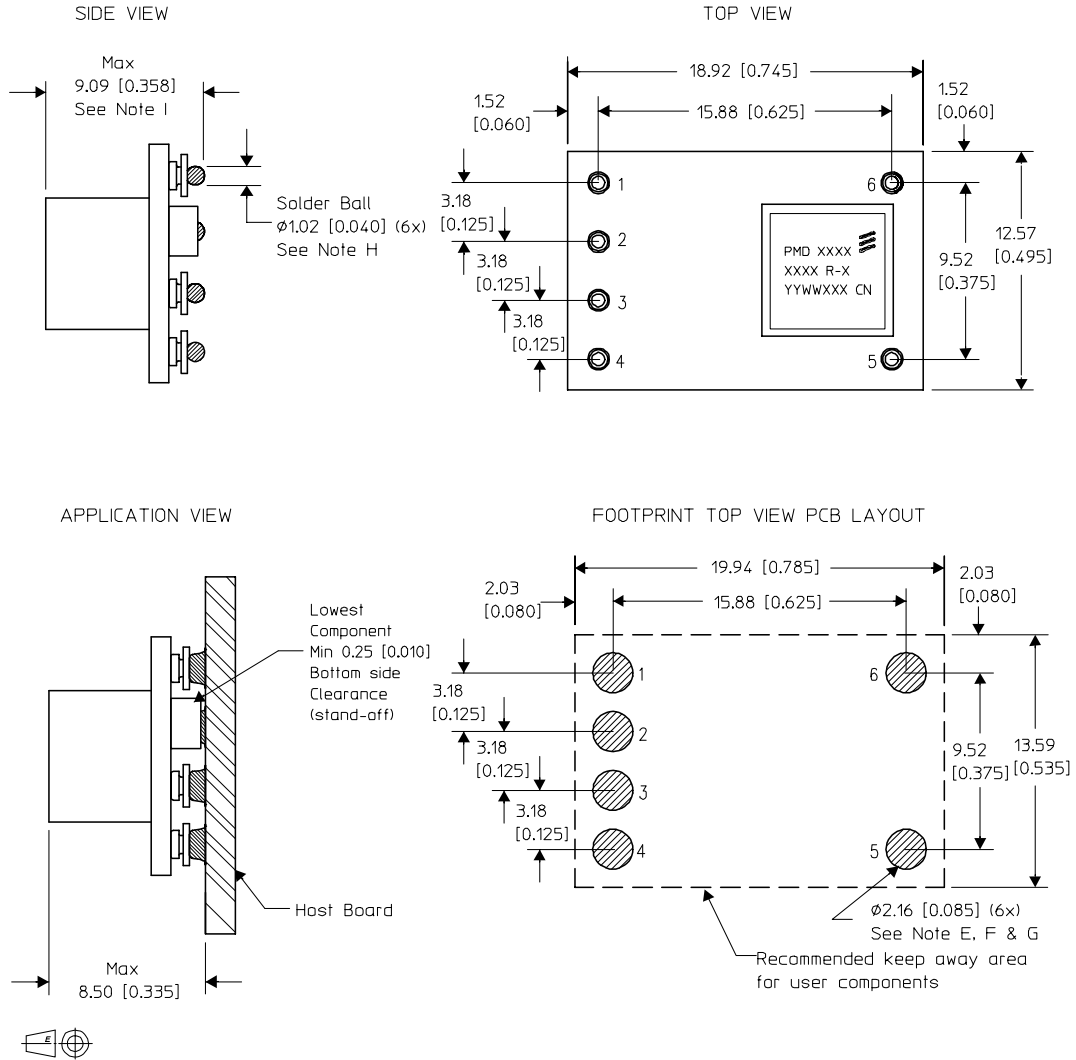 SIDE VIEW
Max
9.09 [0.358]
See Note I
Solder Ball
ø1.02 [0.040] (6x)
See Note H
TOP VIEW
18.92 [0.745]
1.52
[0.060]
15.88 [0.625]
1.52
[0.060]
3.18
[0.125]
3.18
[0.125]
3.18
[0.125]
1
2
3
4
6
5
PMD XXXX
XXXX R-X
YYWWXXX CN
9.52
[0.375]
12.57
[0.495]
APPLICATION VIEW
Lowest
Component
Min 0.25 [0.010]
Bottom side
Clearance
(stand-off)
Host Board
Max
8.50 [0.335]
E
FOOTPRINT TOP VIEW PCB LAYOUT
19.94 [0.785]
2.03
[0.080]
15.88 [0.625]
2.03
[0.080]
3.18
[0.125]
3.18
[0.125]
3.18
[0.125]
1
2
3
4
6
5
9.52
[0.375]
13.59
[0.535]
ø2.16 [0.085] (6x)
See Note E, F & G
Recommended keep away area
for user components